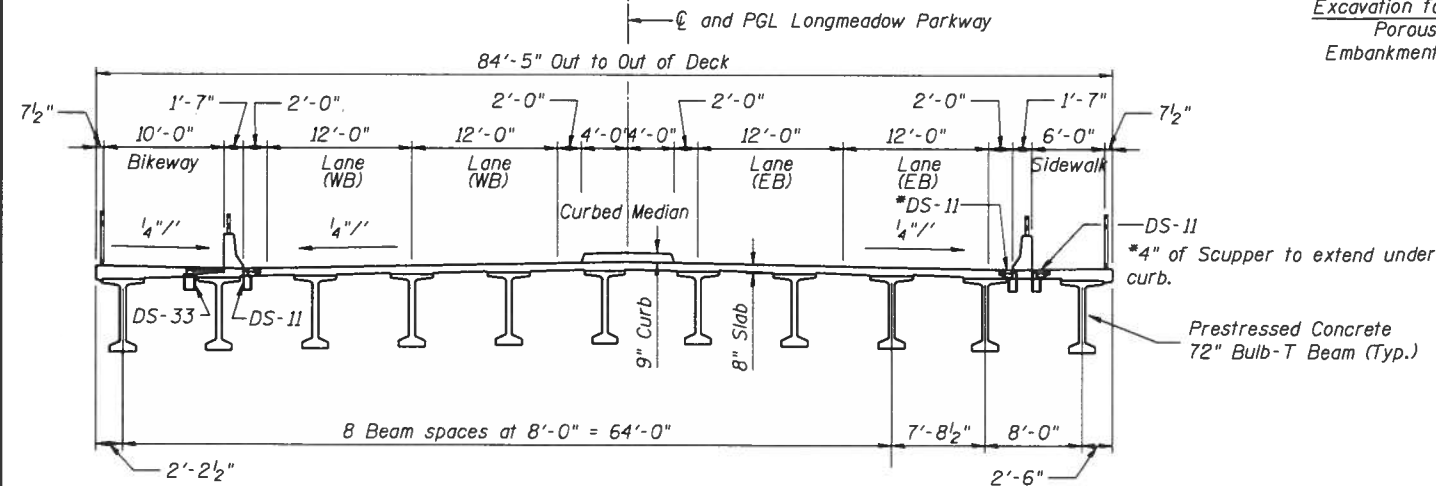 ℄ and PGL Longmeadow Parkway
Excavation fo
Porous
Embankment
84'-5" Out to Out of Deck
7½"
1'-7"
2'-0"
2'-0"
2'-0"
2'-0"
1'-7"
7½"
10'-0"
12'-0"
12'-0"
4'-0"
4'-0"
12'-0"
12'-0"
6'-0"
Bikeway
Lane
(WB)
Lane
(WB)
Lane
(EB)
Lane
(EB)
Sidewalk
*DS-11
Curbed Median
¼"/'
¼"/'
¼"/'
DS-11
*4" of Scupper to extend under
curb.
DS-33
DS-11
9" Curb
8" Slab
Prestressed Concrete
72" Bulb-T Beam (Typ.)
8 Beam spaces at 8'-0" = 64'-0"
7'-8½"
8'-0"
2'-2½"
2'-6"